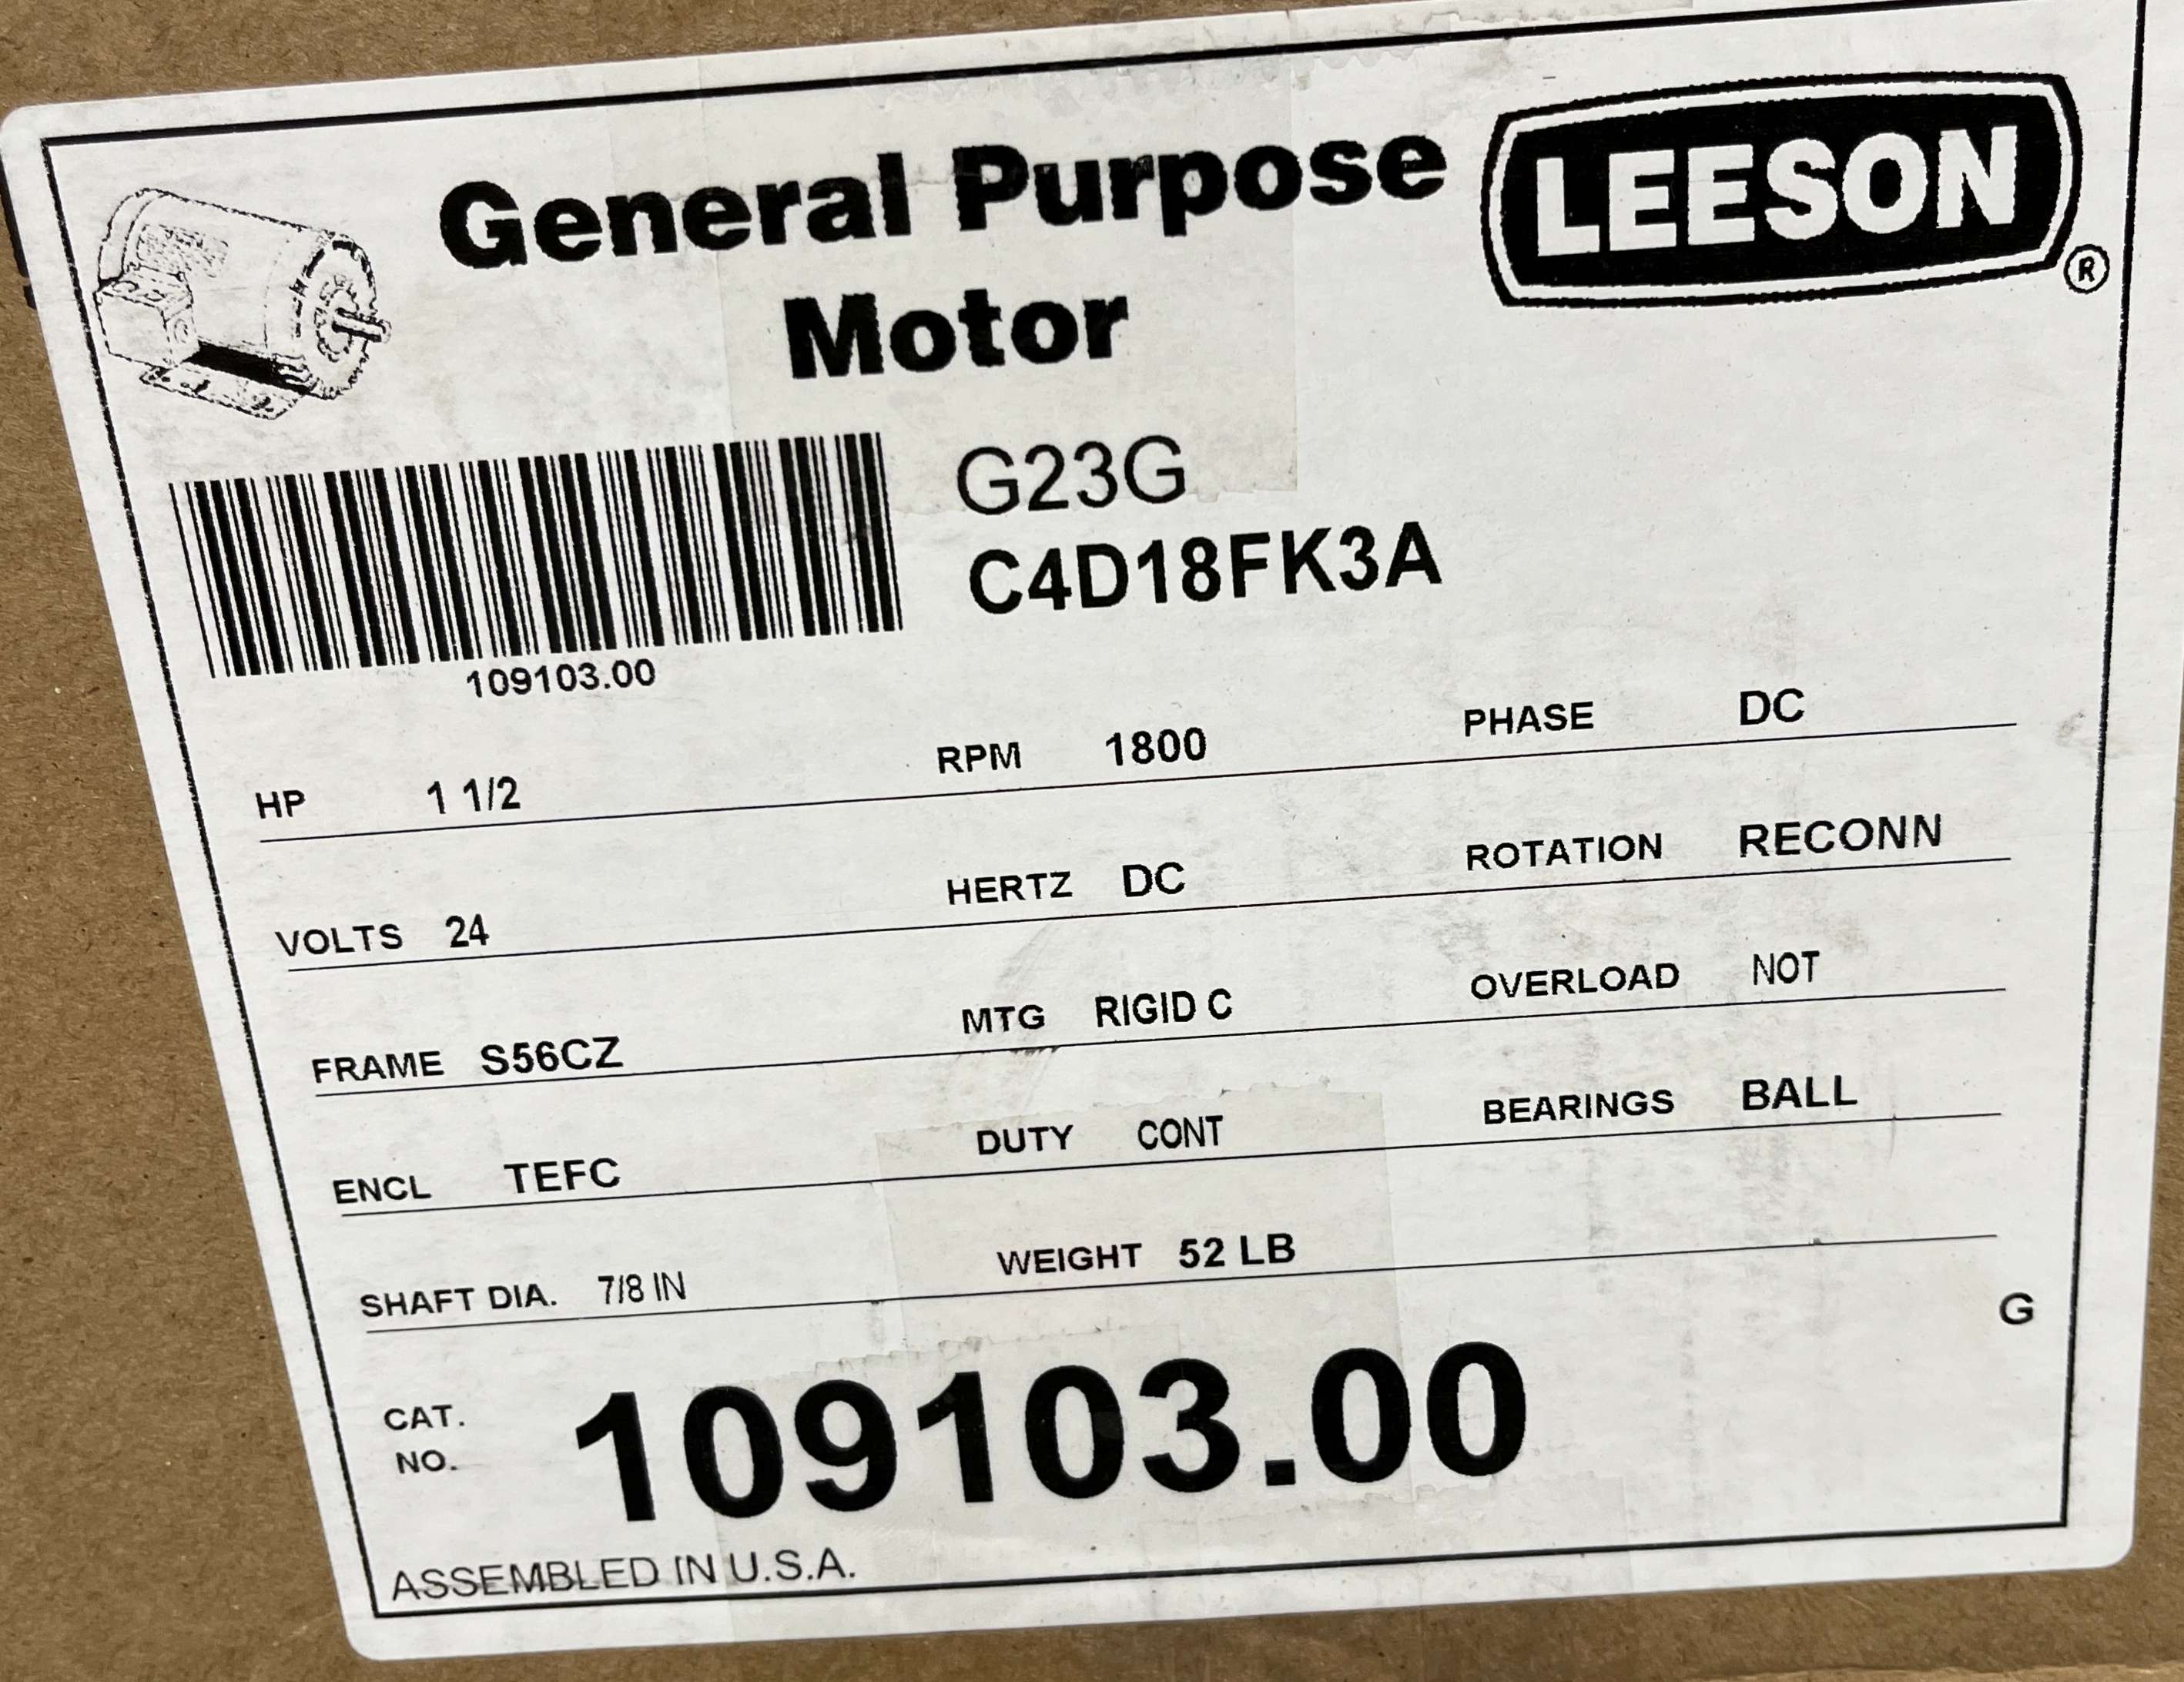 General Purpose
Motor
LEESON
®
G23G
C4D18FK3A
109103.00
HP 1 1/2 RPM 1800 PHASE DC
VOLTS 24 HERTZ DC ROTATION RECONN
FRAME S56CZ MTG RIGID C OVERLOAD NOT
ENCL TEFC DUTY CONT BEARINGS BALL
SHAFT DIA. 7/8 IN WEIGHT 52 LB
G
CAT.
NO. 109103.00
ASSEMBLED IN U.S.A.